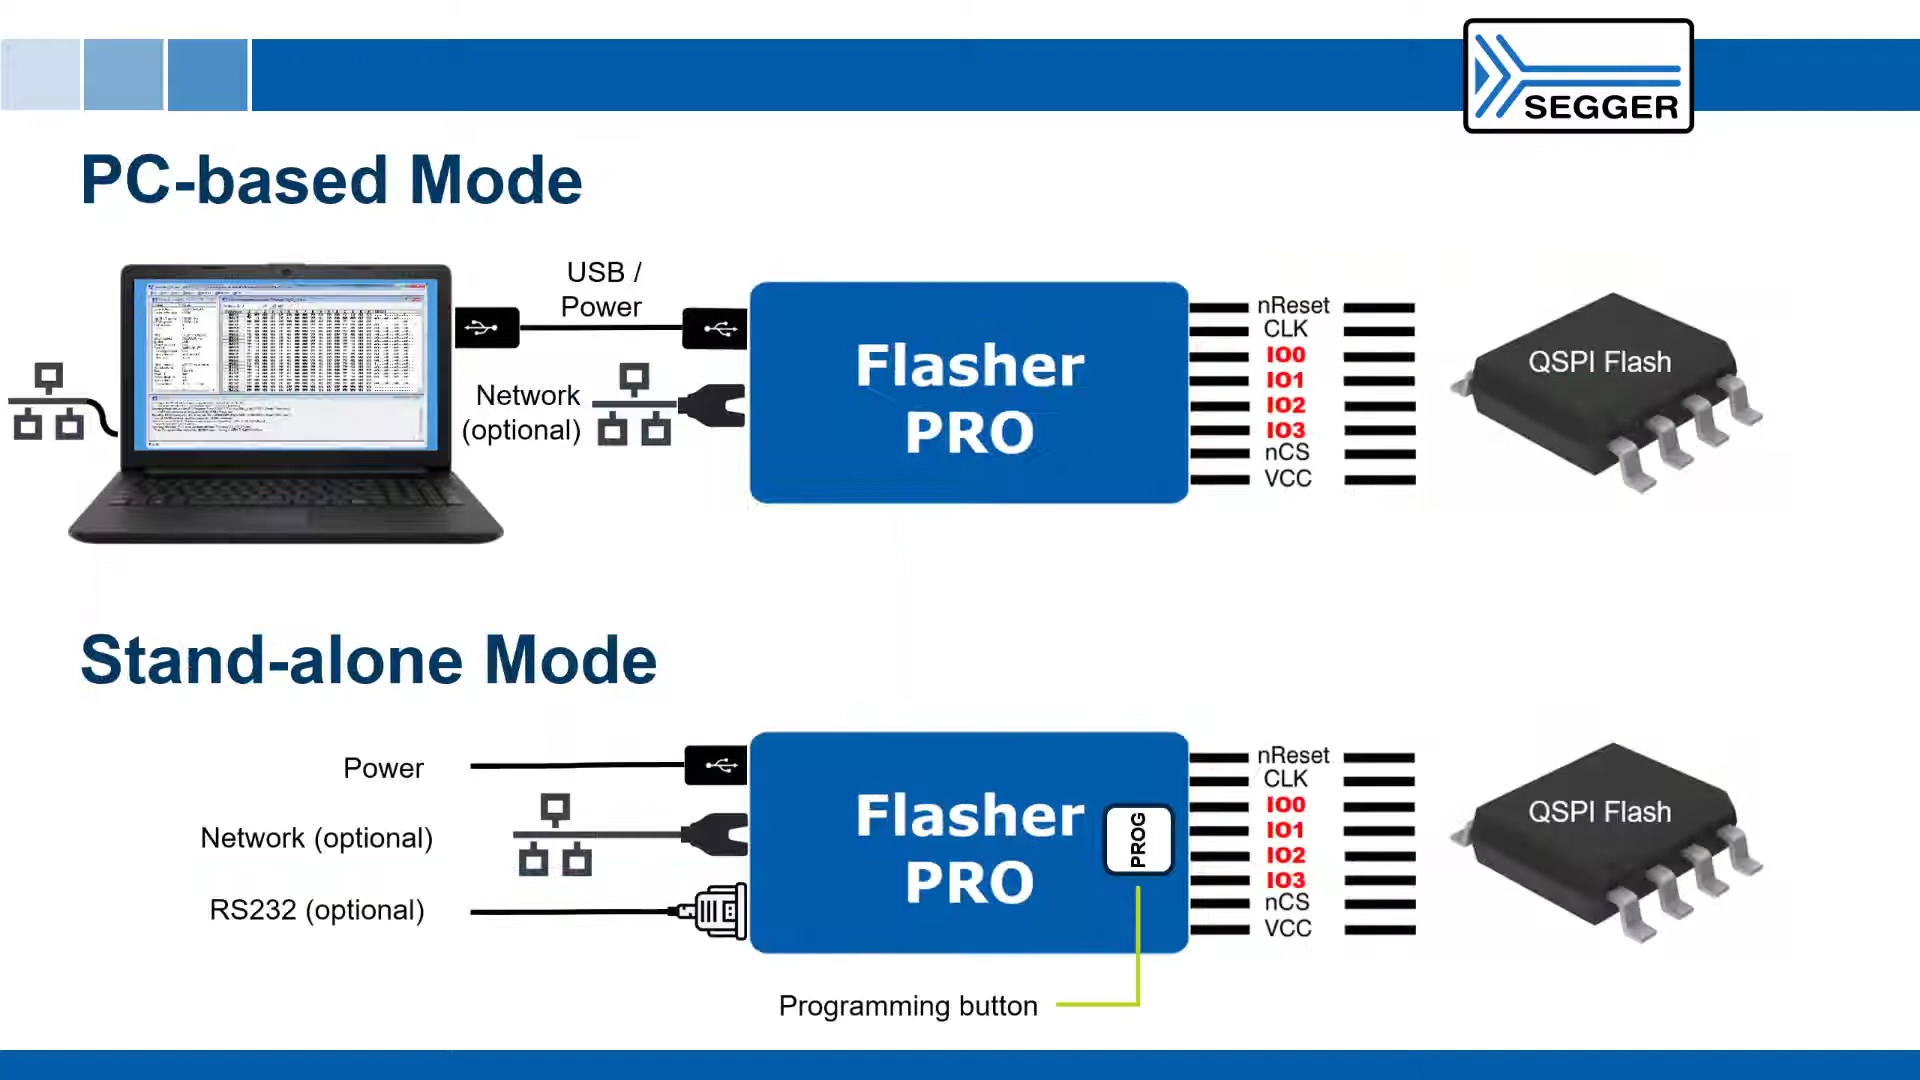 SEGGER
PC-based Mode
USB /
Power
Network
(optional)
Flasher
PRO
nReset
CLK
IO0
IO1
IO2
IO3
nCS
VCC
QSPI Flash
Stand-alone Mode
Power
Network (optional)
RS232 (optional)
Flasher
PRO
PROG
nReset
CLK
IO0
IO1
IO2
IO3
nCS
VCC
QSPI Flash
Programming button